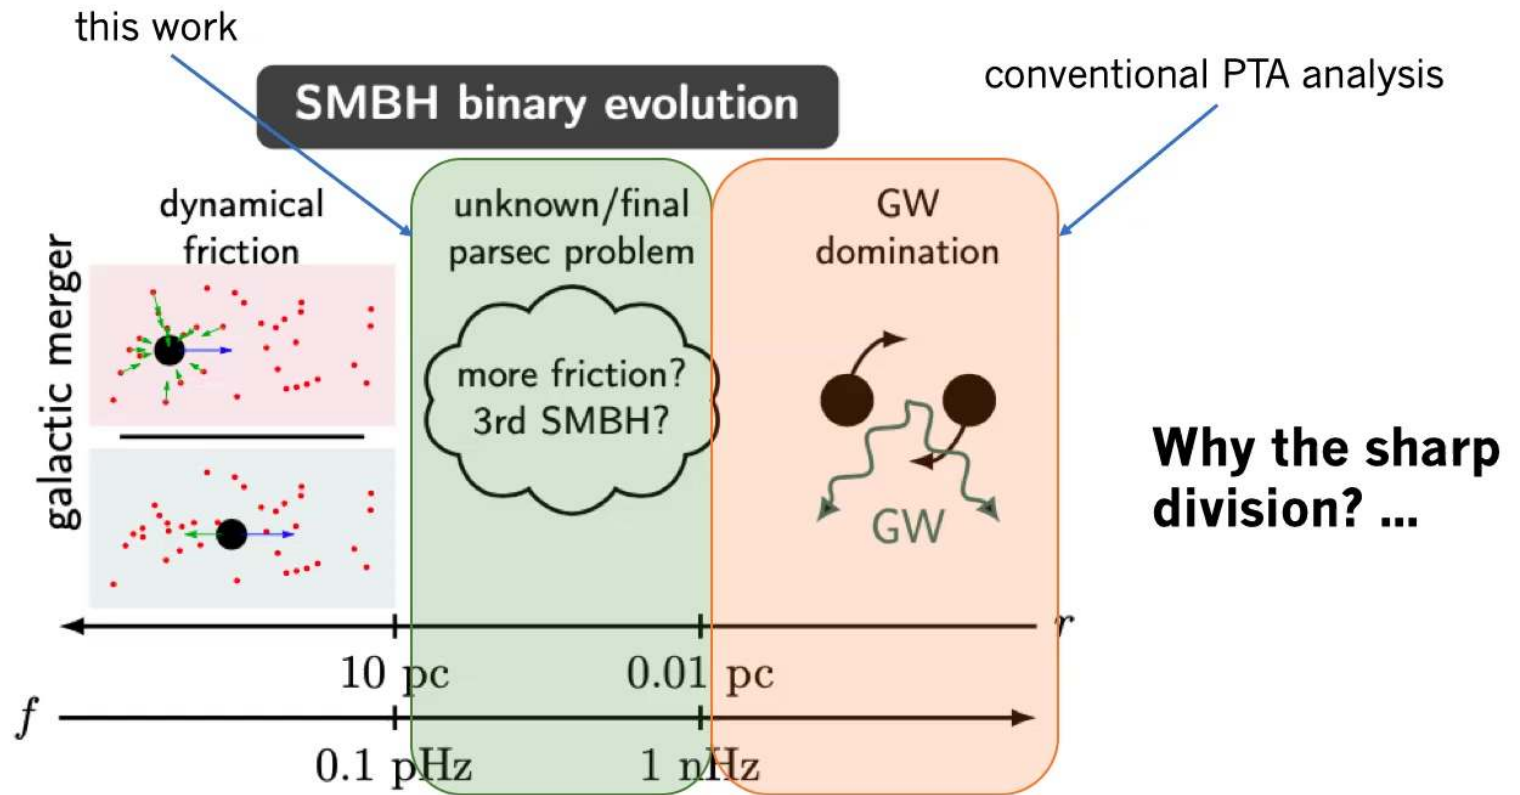 this work
conventional PTA analysis
SMBH binary evolution
galactic merger
dynamical
friction
unknown/final
parsec problem
more friction?
3rd SMBH?
GW
domination
GW
Why the sharp
division? ...
r
10 pc
0.01 pc
f
0.1 pHz
1 nHz